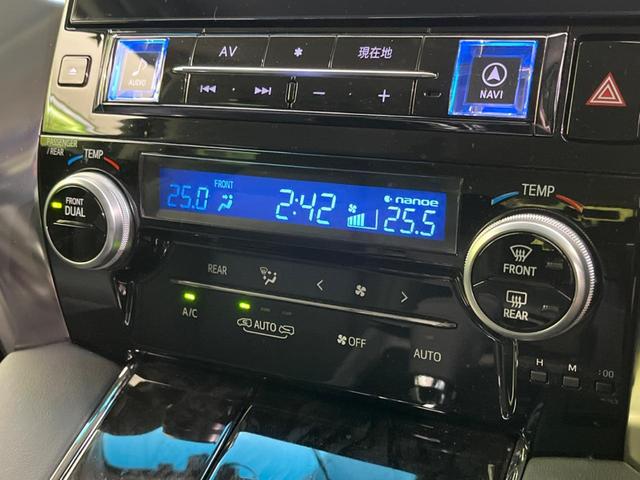 AV * 現在地
AUDIO
NAVI
− +
PASSENGER
/REAR
TEMP
FRONT
DUAL
25.0 FRONT 2:42 nanoe 25.5
TEMP
FRONT
REAR
REAR
A/C
AUTO
OFF
AUTO
H M :00